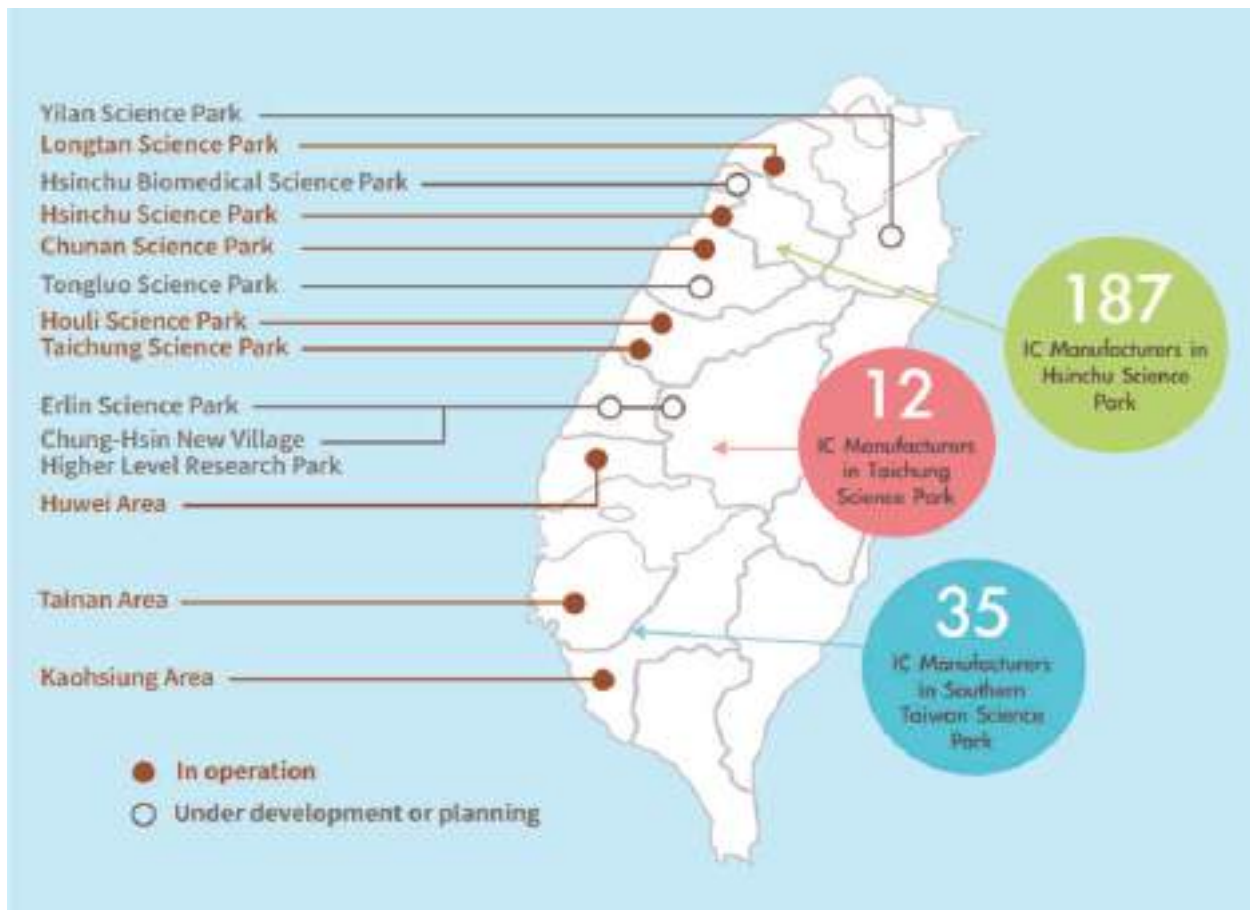 Yilan Science Park
Longtan Science Park
Hsinchu Biomedical Science Park
Hsinchu Science Park
Chunan Science Park
Tongluo Science Park
Houli Science Park
Taichung Science Park
Erlin Science Park
Chung-Hsin New Village
Higher Level Research Park
Huwei Area
Tainan Area
Kaohsiung Area
In operation
Under development or planning
187
IC Manufacturers in
Hsinchu Science
Park
12
IC Manufacturers
in Taichung
Science Park
35
IC Manufacturers
in Southern
Taiwan Science
Park